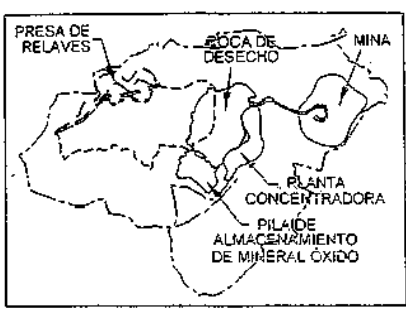 PRESA DE
RELAVES
ROCA DE
DESECHO
MINA
PLANTA
CONCENTRADORA
PILA DE
ALMACENAMIENTO
DE MINERAL ÓXIDO